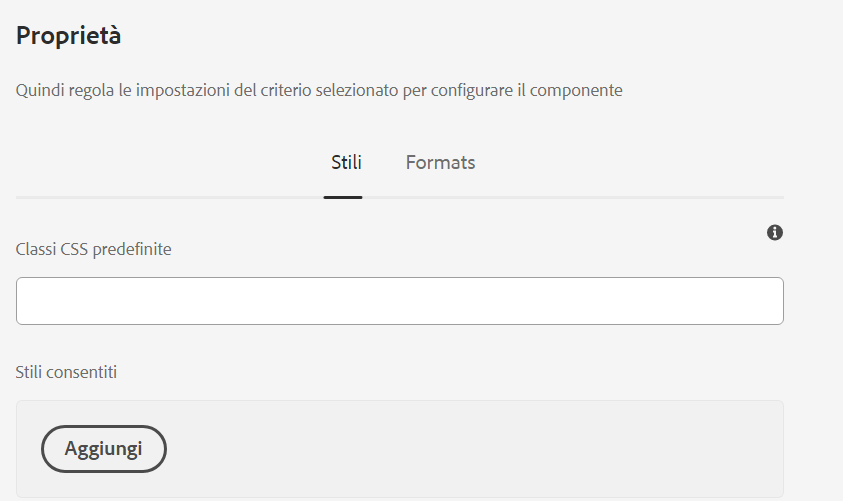 Proprietà
Quindi regola le impostazioni del criterio selezionato per configurare il componente
Stili
Formats
Classi CSS predefinite
Stili consentiti
Aggiungi